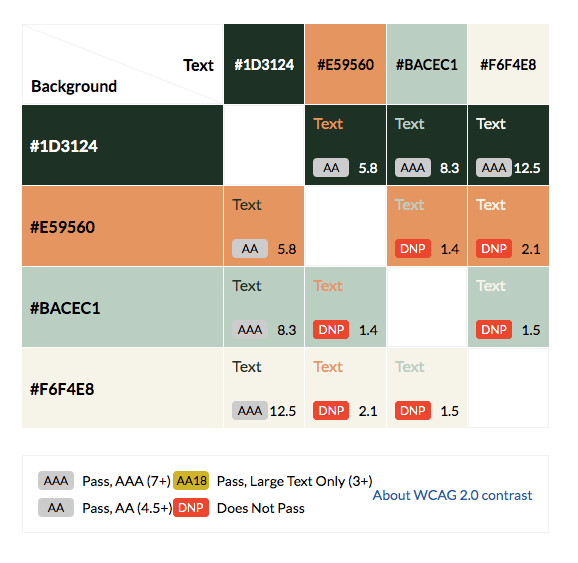 Text #1D3124 #E59560 #BACEC1 #F6F4E8
Background
#1D3124 Text Text Text
AA 5.8 AAA 8.3 AAA 12.5
#E59560 Text Text Text
AA 5.8 DNP 1.4 DNP 2.1
#BACEC1 Text Text Text
AAA 8.3 DNP 1.4 DNP 1.5
#F6F4E8 Text Text Text
AAA 12.5 DNP 2.1 DNP 1.5
AAA Pass, AAA (7+) AA18 Pass, Large Text Only (3+)
About WCAG 2.0 contrast
AA Pass, AA (4.5+) DNP Does Not Pass